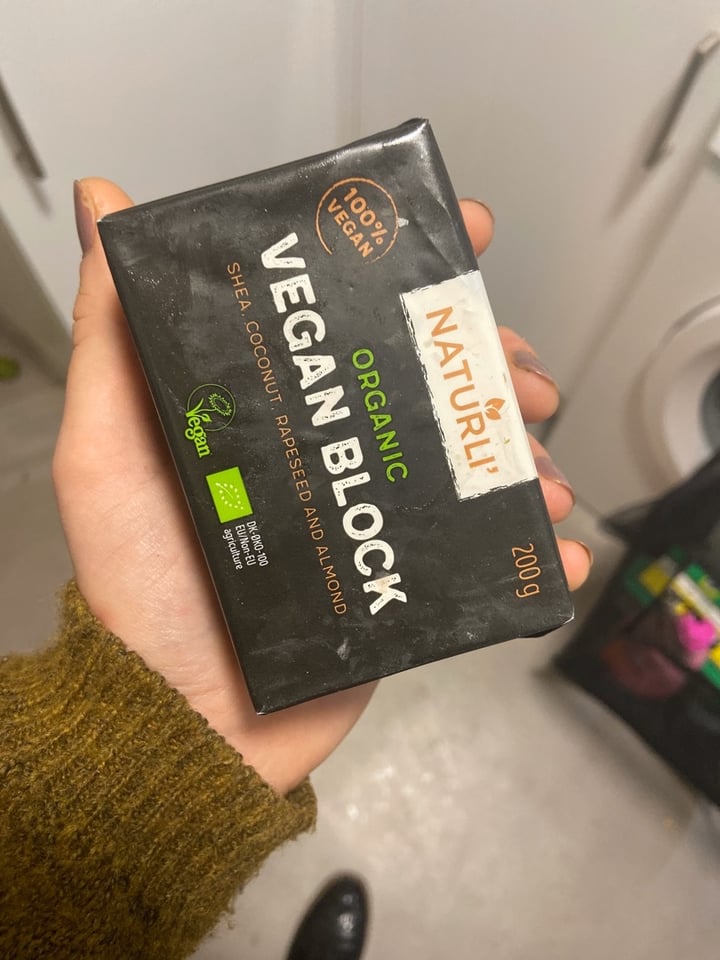 NATURLI'
200 g
100%
VEGAN
ORGANIC
VEGAN BLOCK
SHEA, COCONUT, RAPESEED AND ALMOND
Vegan
DK-ØKO-100
EU/Non-EU
agriculture